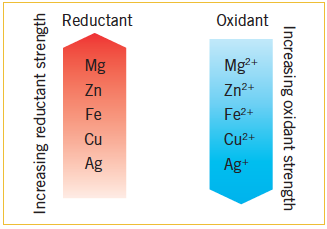 Reductant
Increasing reductant strength
Mg
Zn
Fe
Cu
Ag
Oxidant
Mg²⁺
Zn²⁺
Fe²⁺
Cu²⁺
Ag⁺
Increasing oxidant strength